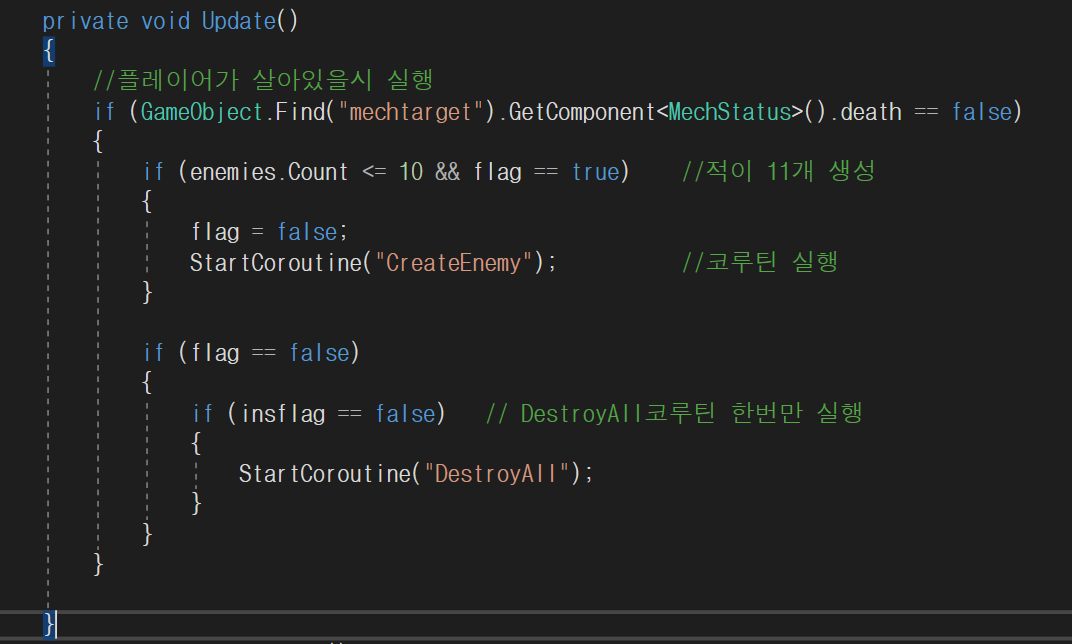 private void Update()
{
//플레이어가 살아있을시 실행
if (GameObject.Find("mechtarget").GetComponent<MechStatus>().death == false)
{
if (enemies.Count <= 10 && flag == true) //적이 11개 생성
{
flag = false;
StartCoroutine("CreateEnemy"); //코루틴 실행
}
if (flag == false)
{
if (insflag == false) // DestroyAll코루틴 한번만 실행
{
StartCoroutine("DestroyAll");
}
}
}
}